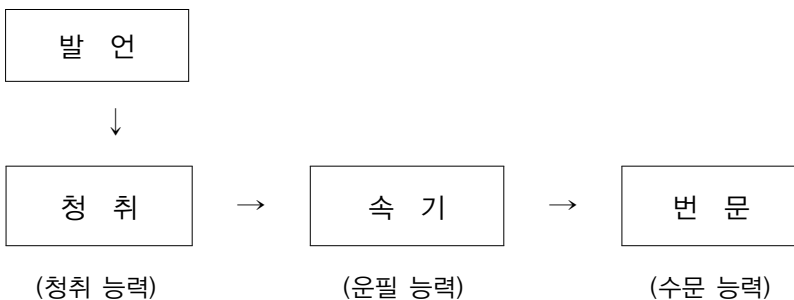 발 언
↓
청 취 → 속 기 → 번 문
(청취 능력) (운필 능력) (수문 능력)